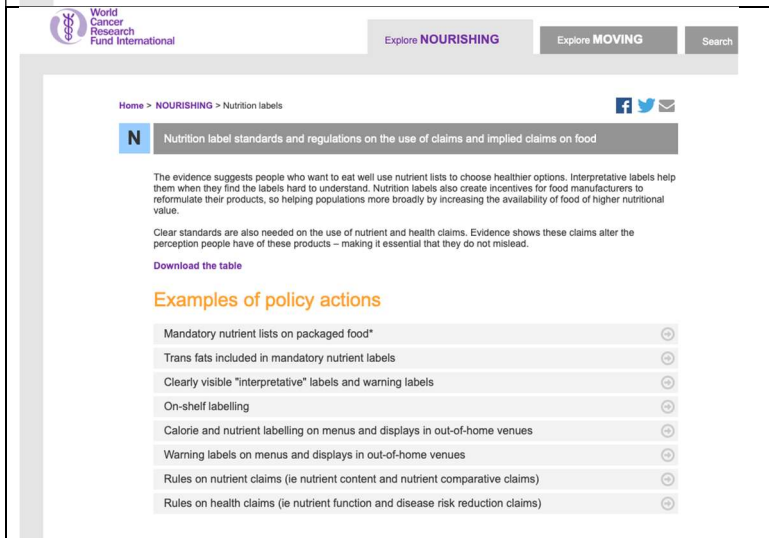 World
Cancer
Research
Fund International
Explore NOURISHING
Explore MOVING
Search
Home > NOURISHING > Nutrition labels
N
Nutrition label standards and regulations on the use of claims and implied claims on food
The evidence suggests people who want to eat well use nutrient lists to choose healthier options. Interpretative labels help
them when they find the labels hard to understand. Nutrition labels also create incentives for food manufacturers to
reformulate their products, so helping populations more broadly by increasing the availability of food of higher nutritional
value.
Clear standards are also needed on the use of nutrient and health claims. Evidence shows these claims alter the
perception people have of these products – making it essential that they do not mislead.
Download the table
Examples of policy actions
Mandatory nutrient lists on packaged food*
Trans fats included in mandatory nutrient labels
Clearly visible "interpretative" labels and warning labels
On-shelf labelling
Calorie and nutrient labelling on menus and displays in out-of-home venues
Warning labels on menus and displays in out-of-home venues
Rules on nutrient claims (ie nutrient content and nutrient comparative claims)
Rules on health claims (ie nutrient function and disease risk reduction claims)